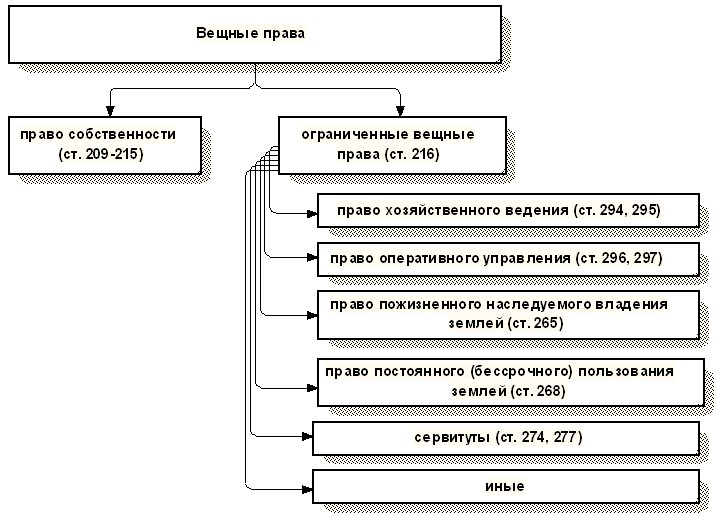 Вещные права
право собственности
(ст. 209-215)
ограниченные вещные
права (ст. 216)
право хозяйственного ведения (ст. 294, 295)
право оперативного управления (ст. 296, 297)
право пожизненного наследуемого владения
землей (ст. 265)
право постоянного (бессрочного) пользования
землей (ст. 268)
сервитуты (ст. 274, 277)
иные